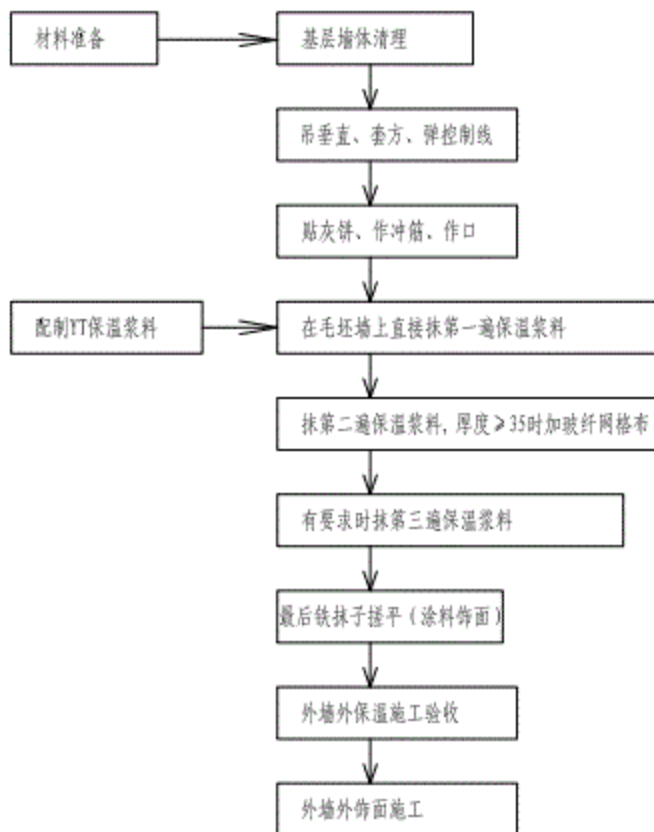 材料准备
基层墙体清理
吊垂直、套方、弹控制线
贴灰饼、作冲筋、作口
配制YT保温浆料
在毛坯墙上直接抹第一遍保温浆料
抹第二遍保温浆料,厚度≥35时加玻纤网格布
有要求时抹第三遍保温浆料
最后铁抹子搓平(涂料饰面)
外墙外保温施工验收
外墙外饰面施工